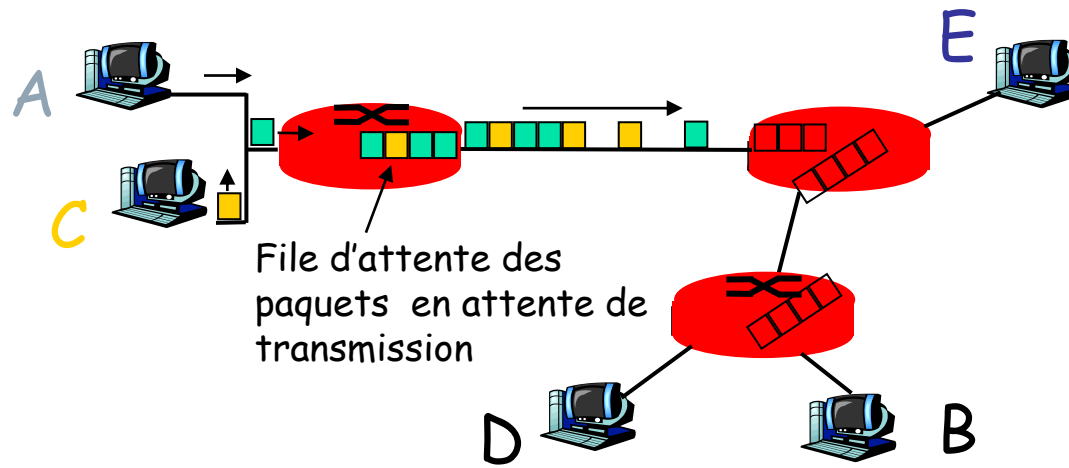 E
A
C
File d'attente des
paquets en attente de
transmission
D
B